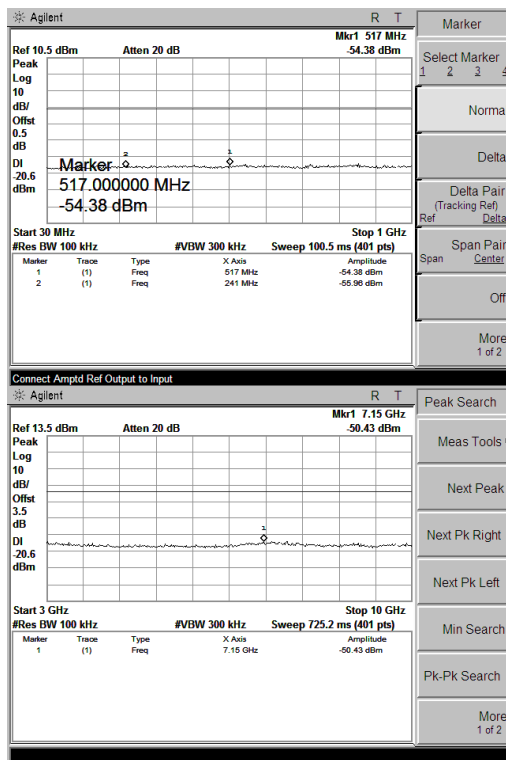 Agilent R T
Mkr1 517 MHz
Ref 10.5 dBm Atten 20 dB -54.38 dBm
Peak
Log
10
dB/
Offst
0.5
dB
DI
-20.6
dBm
2
1
Marker
517.000000 MHz
-54.38 dBm
Start 30 MHz Stop 1 GHz
#Res BW 100 kHz #VBW 300 kHz Sweep 100.5 ms (401 pts)
Marker Trace Type X Axis Amplitude
1 (1) Freq 517 MHz -54.38 dBm
2 (1) Freq 241 MHz -55.96 dBm
Marker
Select Marker
1 2 3 4
Norma
Delta
Delta Pair
(Tracking Ref)
Ref Delta
Span Pair
Span Center
Off
More
1 of 2
Connect Amptd Ref Output to Input
Agilent R T
Mkr1 7.15 GHz
Ref 13.5 dBm Atten 20 dB -50.43 dBm
Peak
Log
10
dB/
Offst
3.5
dB
DI
-20.6
dBm
1
Start 3 GHz Stop 10 GHz
#Res BW 100 kHz #VBW 300 kHz Sweep 725.2 ms (401 pts)
Marker Trace Type X Axis Amplitude
1 (1) Freq 7.15 GHz -50.43 dBm
Peak Search
Meas Tools
Next Peak
Next Pk Right
Next Pk Left
Min Search
Pk-Pk Search
More
1 of 2